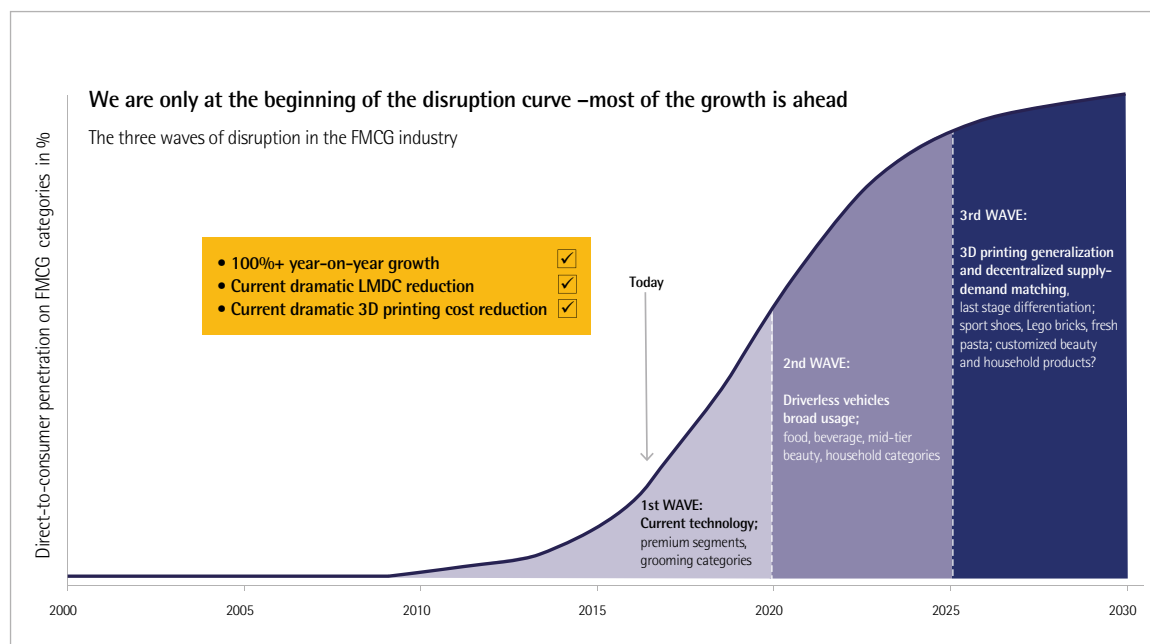 We are only at the beginning of the disruption curve –most of the growth is ahead
The three waves of disruption in the FMCG industry
Direct-to-consumer penetration on FMCG categories in %
• 100%+ year-on-year growth ✓
• Current dramatic LMDC reduction ✓
• Current dramatic 3D printing cost reduction ✓
Today
1st WAVE:
Current technology;
premium segments,
grooming categories
2nd WAVE:
Driverless vehicles
broad usage;
food, beverage, mid-tier
beauty, household categories
3rd WAVE:
3D printing generalization
and decentralized supply-
demand matching,
last stage differentiation;
sport shoes, Lego bricks, fresh
pasta; customized beauty
and household products?
2000
2005
2010
2015
2020
2025
2030